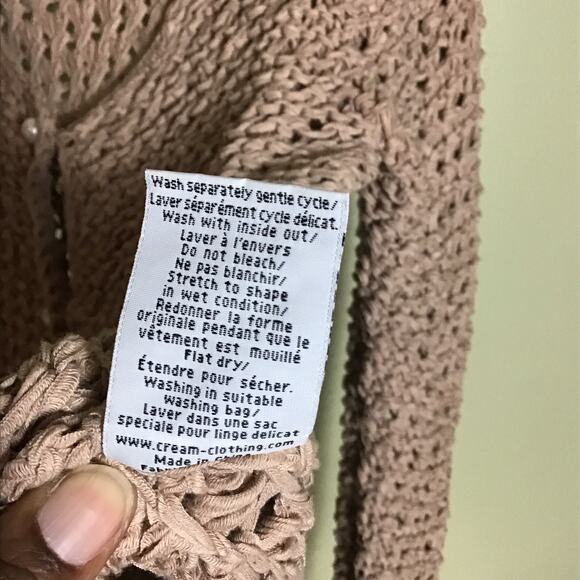 Wash separately gentle cycle/
Laver séparément cycle délicat.
Wash with inside out/
Laver à l'envers
Do not bleach/
Ne pas blanchir/
Stretch to shape
in wet condition/
Redonner la forme
originale pendant que le
vêtement est mouillé
Flat dry/
Étendre pour sécher.
Washing in suitable
washing bag/
Laver dans une sac
speciale pour linge delicat
www.cream-clothing.com
Made in